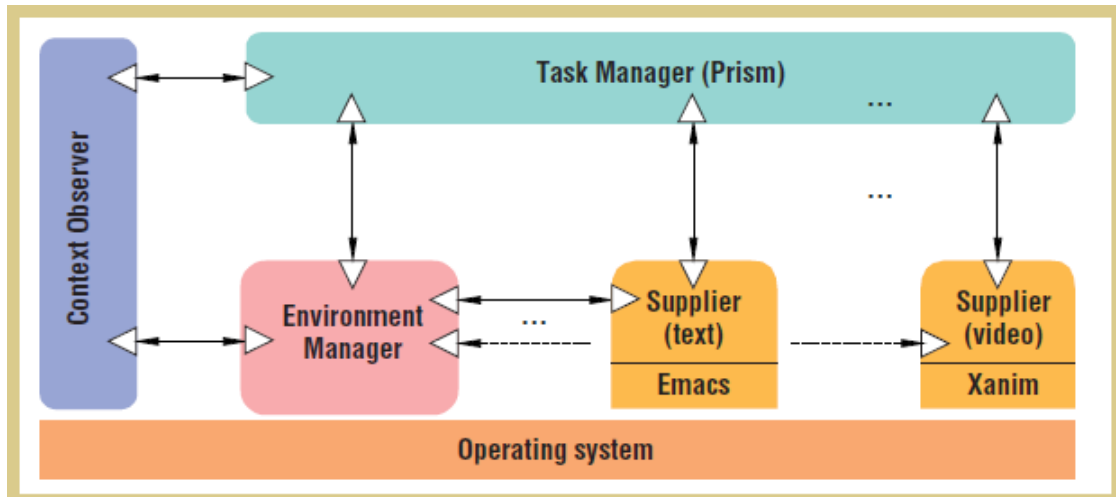 Task Manager (Prism)
...
Context Observer
...
Environment
Manager
...
Supplier
(text)
Emacs
Supplier
(video)
Xanim
Operating system